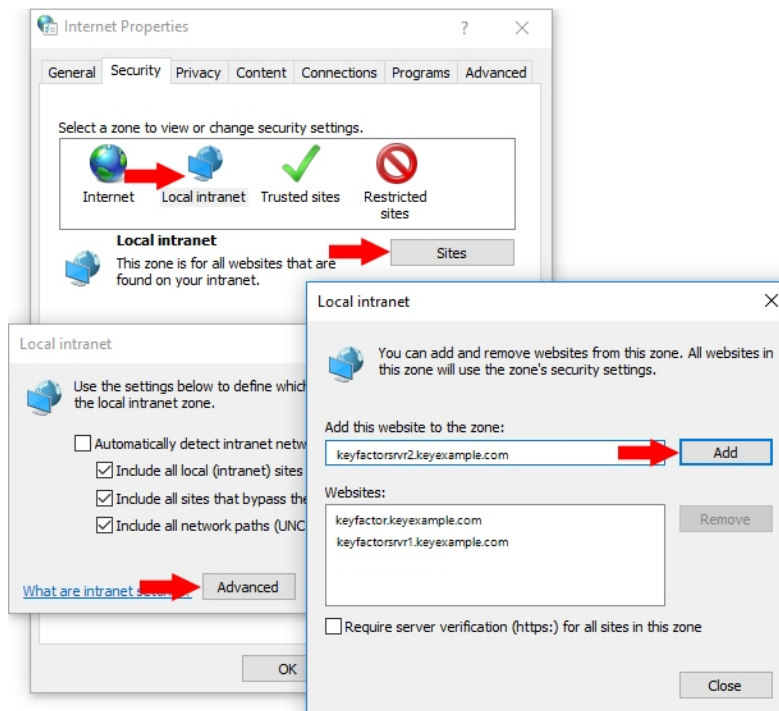 Internet Properties
General Security Privacy Content Connections Programs Advanced
Select a zone to view or change security settings.
Internet Local intranet Trusted sites Restricted
sites
Local intranet
This zone is for all websites that are
found on your intranet.
Sites
Local intranet
Use the settings below to define which
the local intranet zone.
Automatically detect intranet netw
Include all local (intranet) sites
Include all sites that bypass the
Include all network paths (UNC
What are intranet
Advanced
OK
Local intranet
You can add and remove websites from this zone. All websites in
this zone will use the zone's security settings.
Add this website to the zone:
keyfactorsrvr2.keyexample.com
Add
Websites:
keyfactor.keyexample.com
keyfactorsrvr1.keyexample.com
Remove
Require server verification (https:) for all sites in this zone
Close